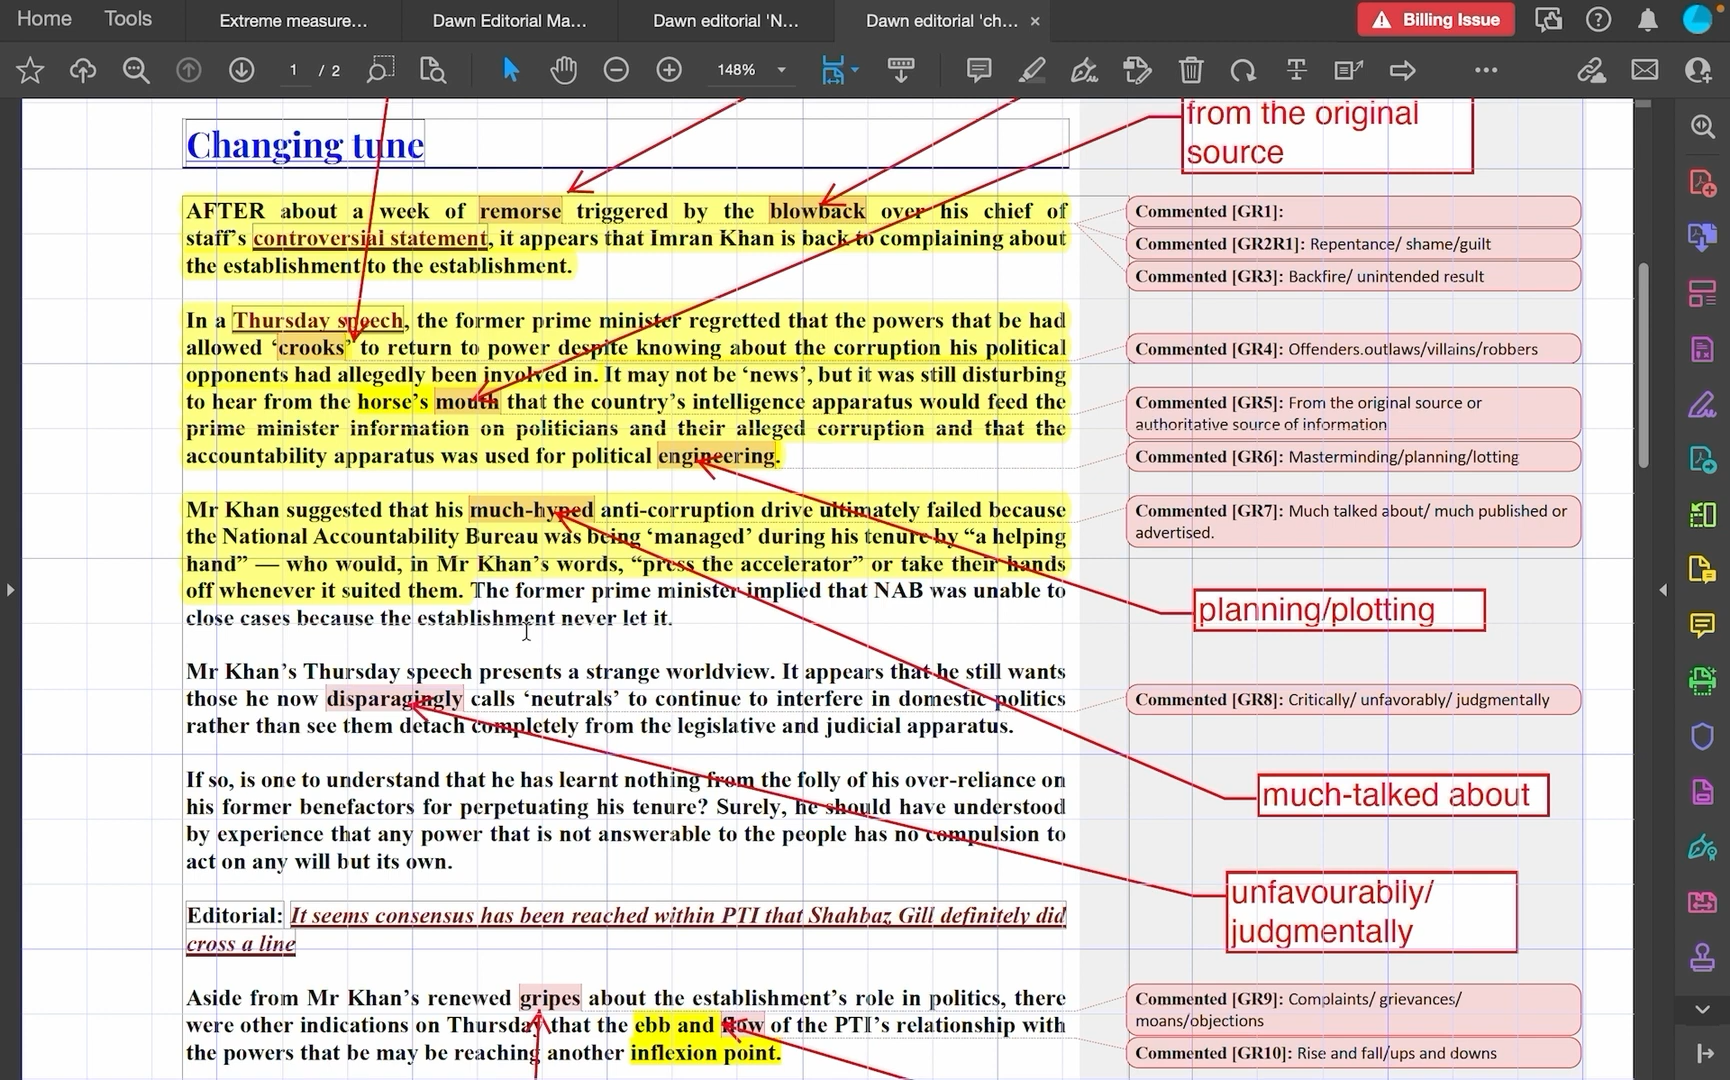 Home
Tools
Extreme measure...
Dawn Editorial Ma...
Dawn editorial 'N...
Dawn editorial 'ch...
Billing Issue
1 / 2
148%
from the original
source
Changing tune
AFTER about a week of remorse triggered by the blowback over his chief of
staff's controversial statement, it appears that Imran Khan is back to complaining about
the establishment to the establishment.
In a Thursday speech, the former prime minister regretted that the powers that be had
allowed ‘crooks’ to return to power despite knowing about the corruption his political
opponents had allegedly been involved in. It may not be ‘news’, but it was still disturbing
to hear from the horse’s mouth that the country’s intelligence apparatus would feed the
prime minister information on politicians and their alleged corruption and that the
accountability apparatus was used for political engineering.
Mr Khan suggested that his much-hyped anti-corruption drive ultimately failed because
the National Accountability Bureau was being ‘managed’ during his tenure by “a helping
hand” — who would, in Mr Khan’s words, “press the accelerator” or take their hands
off whenever it suited them. The former prime minister implied that NAB was unable to
close cases because the establishment never let it.
Mr Khan’s Thursday speech presents a strange worldview. It appears that he still wants
those he now disparagingly calls ‘neutrals’ to continue to interfere in domestic politics
rather than see them detach completely from the legislative and judicial apparatus.
If so, is one to understand that he has learnt nothing from the folly of his over-reliance on
his former benefactors for perpetuating his tenure? Surely, he should have understood
by experience that any power that is not answerable to the people has no compulsion to
act on any will but its own.
Editorial: It seems consensus has been reached within PTI that Shahbaz Gill definitely did
cross a line
Aside from Mr Khan’s renewed gripes about the establishment’s role in politics, there
were other indications on Thursday that the ebb and flow of the PTI’s relationship with
the powers that be may be reaching another inflexion point.
Commented [GR1]:
Commented [GR2R1]: Repentance/ shame/guilt
Commented [GR3]: Backfire/ unintended result
Commented [GR4]: Offenders.outlaws/villains/robbers
Commented [GR5]: From the original source or
authoritative source of information
Commented [GR6]: Masterminding/planning/lotting
Commented [GR7]: Much talked about/ much published or
advertised.
planning/plotting
Commented [GR8]: Critically/ unfavorably/ judgmentally
much-talked about
unfavourablly/
judgmentally
Commented [GR9]: Complaints/ grievances/
moans/objections
Commented [GR10]: Rise and fall/ups and downs